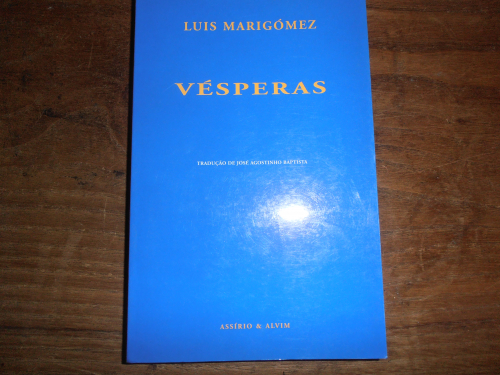 LUIS MARIGÓMEZ
VÉSPERAS
TRADUÇÃO DE JOSÉ AGOSTINHO BAPTISTA
ASSÍRIO & ALVIM